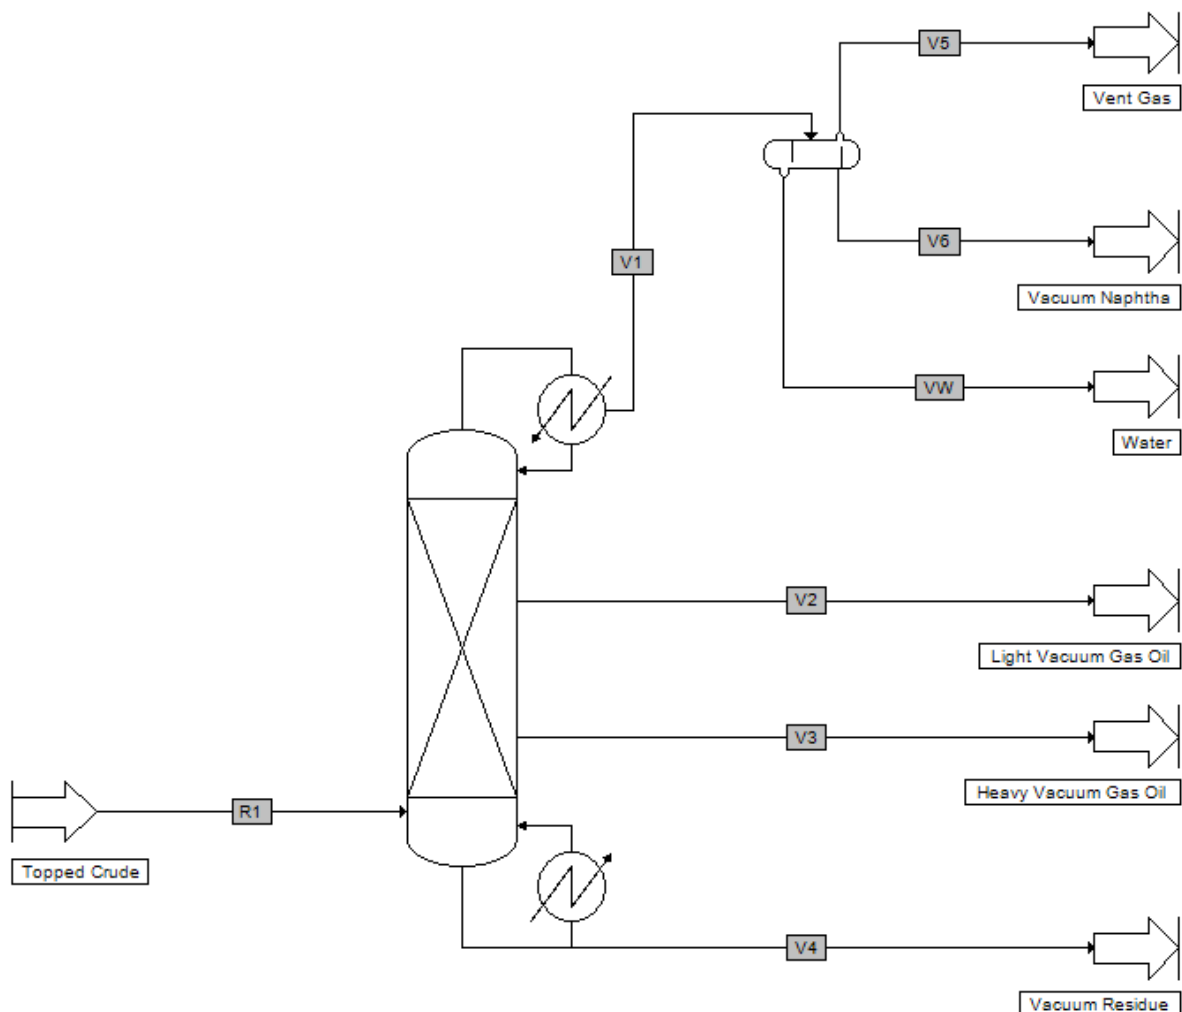 V5
Vent Gas
V1
V6
Vacuum Naphtha
VW
Water
V2
Light Vacuum Gas Oil
V3
Heavy Vacuum Gas Oil
R1
Topped Crude
V4
Vacuum Residue